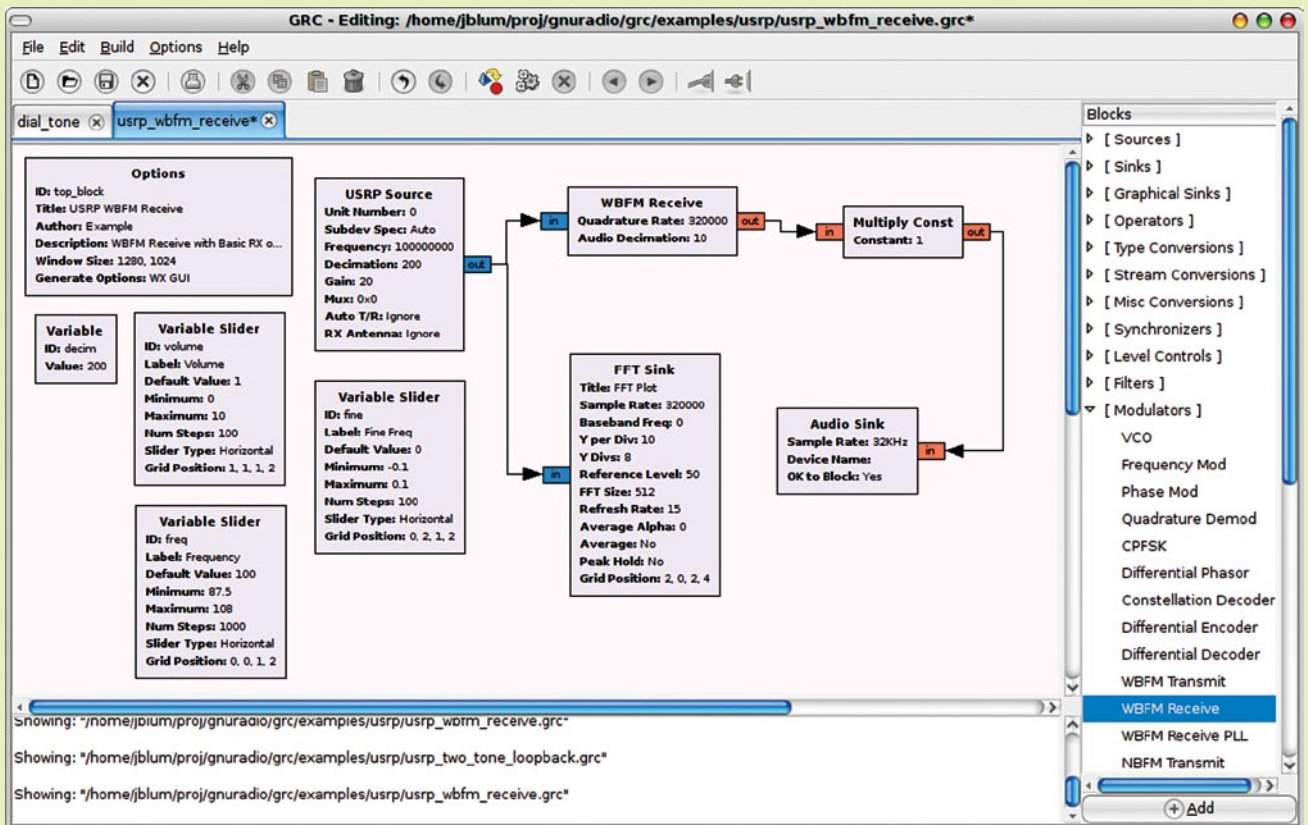 GRC - Editing: /home/jblum/proj/gnuradio/grc/examples/usrp/usrp_wbfm_receive.grc*
File Edit Build Options Help
dial_tone
usrp_wbfm_receive*
Options
ID: top_block
Title: USRP WBFM Receive
Author: Example
Description: WBFM Receive with Basic RX o...
Window Size: 1280, 1024
Generate Options: WX GUI
Variable
ID: decim
Value: 200
Variable Slider
ID: volume
Label: Volume
Default Value: 1
Minimum: 0
Maximum: 10
Num Steps: 100
Slider Type: Horizontal
Grid Position: 1, 1, 1, 2
Variable Slider
ID: freq
Label: Frequency
Default Value: 100
Minimum: 87.5
Maximum: 108
Num Steps: 1000
Slider Type: Horizontal
Grid Position: 0, 0, 1, 2
USRP Source
Unit Number: 0
Subdev Spec: Auto
Frequency: 100000000
Decimation: 200
Gain: 20
Mux: 0x0
Auto T/R: Ignore
RX Antenna: Ignore
out
Variable Slider
ID: fine
Label: Fine Freq
Default Value: 0
Minimum: -0.1
Maximum: 0.1
Num Steps: 100
Slider Type: Horizontal
Grid Position: 0, 2, 1, 2
in
WBFM Receive
Quadrature Rate: 320000
Audio Decimation: 10
out
in
Multiply Const
Constant: 1
out
in
FFT Sink
Title: FFT Plot
Sample Rate: 320000
Baseband Freq: 0
Y per Div: 10
Y Divs: 8
Reference Level: 50
FFT Size: 512
Refresh Rate: 15
Average Alpha: 0
Average: No
Peak Hold: No
Grid Position: 2, 0, 2, 4
Audio Sink
Sample Rate: 32KHz
Device Name:
OK to Block: Yes
in
Blocks
[ Sources ]
[ Sinks ]
[ Graphical Sinks ]
[ Operators ]
[ Type Conversions ]
[ Stream Conversions ]
[ Misc Conversions ]
[ Synchronizers ]
[ Level Controls ]
[ Filters ]
[ Modulators ]
VCO
Frequency Mod
Phase Mod
Quadrature Demod
CPFSK
Differential Phasor
Constellation Decoder
Differential Encoder
Differential Decoder
WBFM Transmit
WBFM Receive
WBFM Receive PLL
NBFM Transmit
Add
Showing: "/home/jblum/proj/gnuradio/grc/examples/usrp/usrp_wbfm_receive.grc"
Showing: "/home/jblum/proj/gnuradio/grc/examples/usrp/usrp_two_tone_loopback.grc"
Showing: "/home/jblum/proj/gnuradio/grc/examples/usrp/usrp_wbfm_receive.grc"